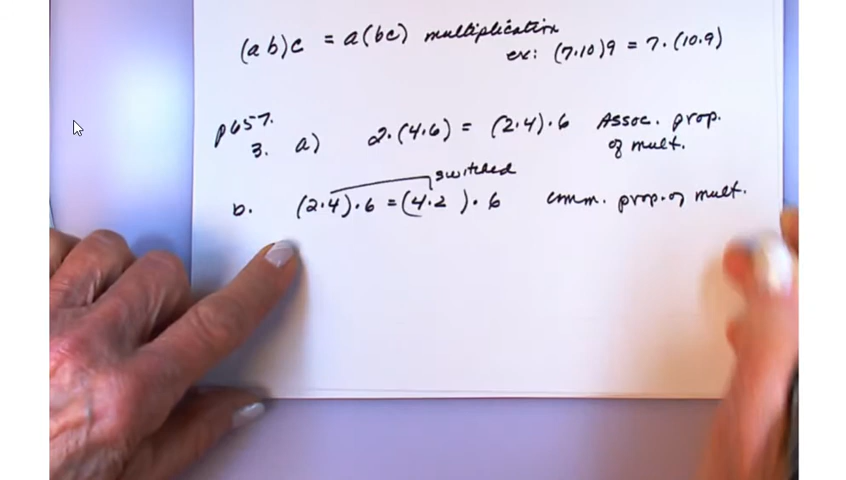 (ab)c = a(bc) multiplication
ex: (7·10)9 = 7·(10·9)
p657.
3. a) 2·(4·6) = (2·4)·6 Assoc. prop. of mult.
switched
b. (2·4)·6 = (4·2 )·6 comm. prop. of mult.